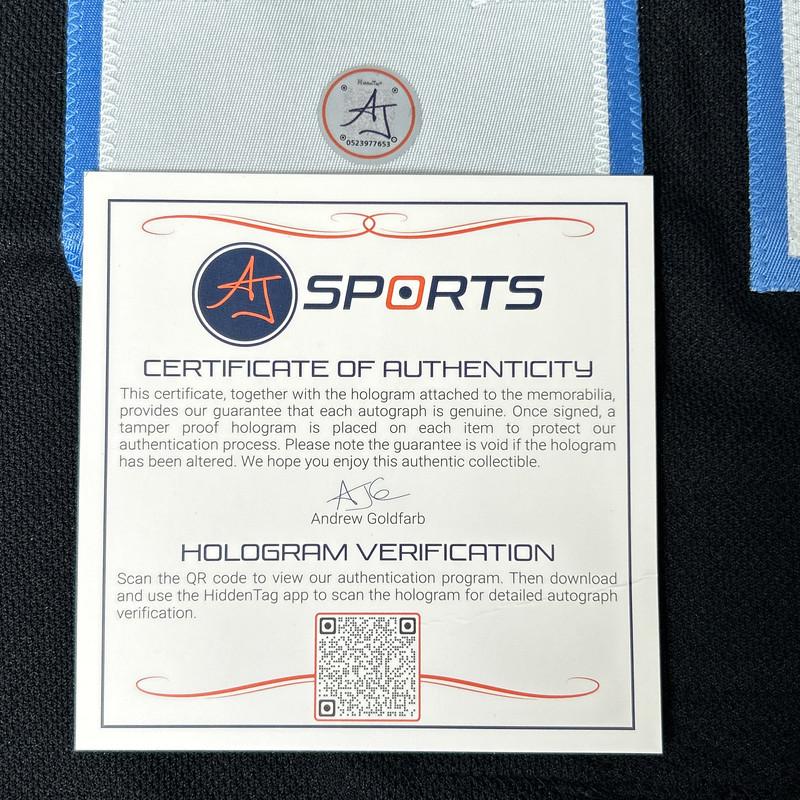 HiddenTag®
AJ
0523977653
AJ SPORTS
CERTIFICATE OF AUTHENTICITY
This certificate, together with the hologram attached to the memorabilia,
provides our guarantee that each autograph is genuine. Once signed, a
tamper proof hologram is placed on each item to protect our
authentication process. Please note the guarantee is void if the hologram
has been altered. We hope you enjoy this authentic collectible.
AJG
Andrew Goldfarb
HOLOGRAM VERIFICATION
Scan the QR code to view our authentication program. Then download
and use the HiddenTag app to scan the hologram for detailed autograph
verification.